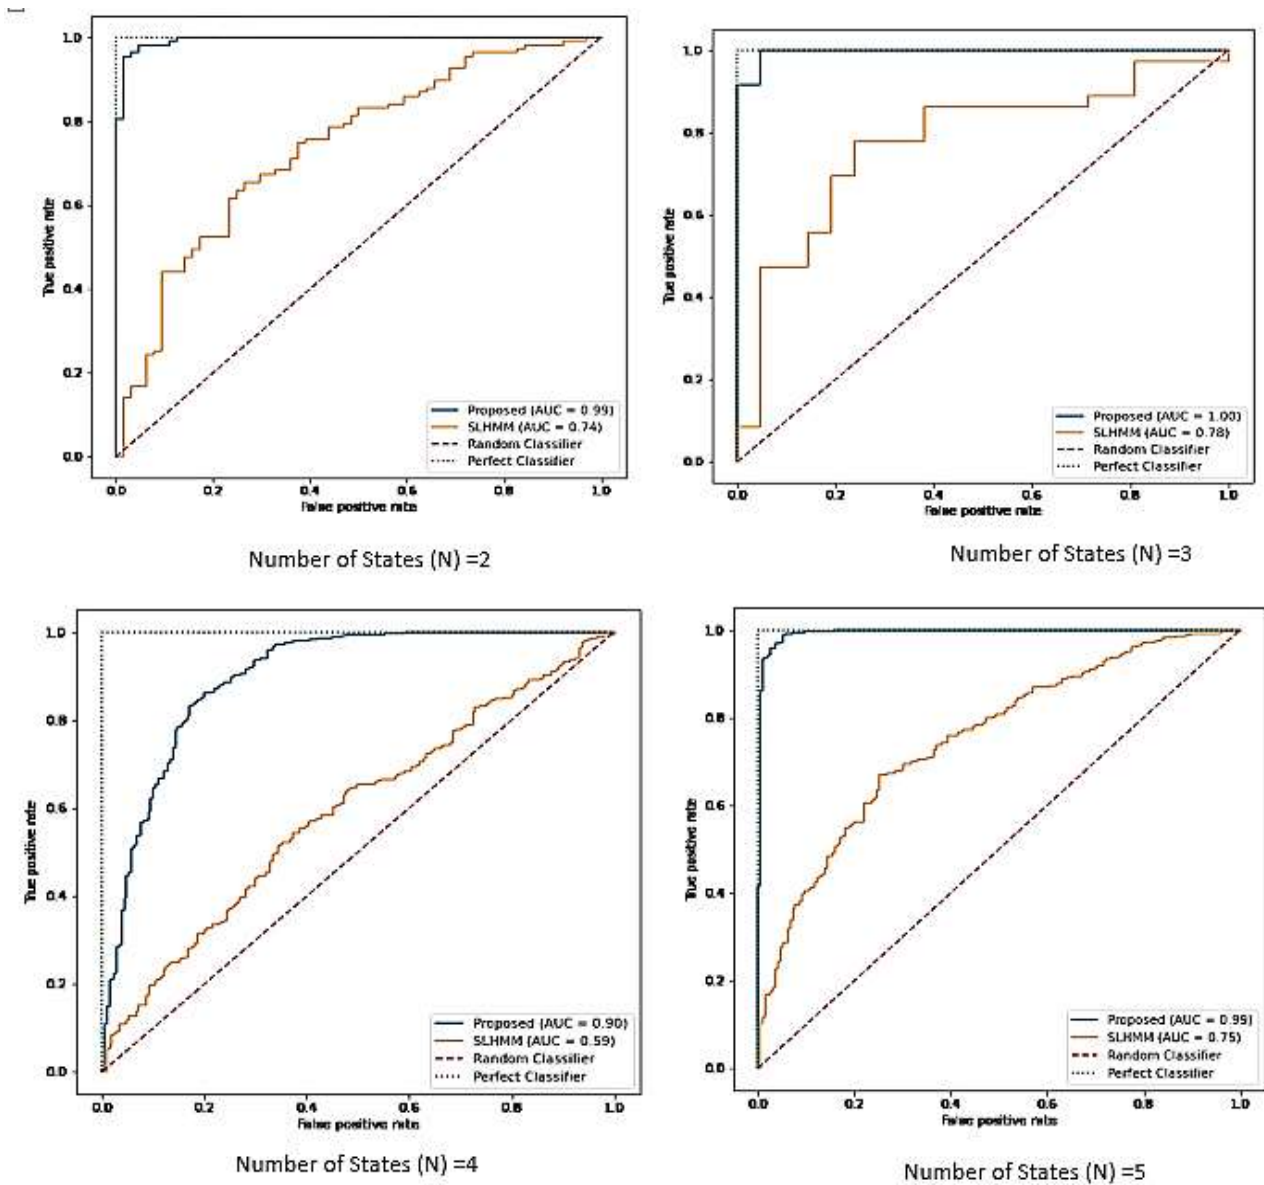 1.0
0.8
0.6
0.4
0.2
0.0
True positive rate
0.0 0.2 0.4 0.6 0.8 1.0
False positive rate
Proposed (AUC = 0.99)
SLHMM (AUC = 0.74)
Random Classifier
Perfect Classifier
Number of States (N) =2
1.0
0.8
0.6
0.4
0.2
0.0
True positive rate
0.0 0.2 0.4 0.6 0.8 1.0
False positive rate
Proposed (AUC = 1.00)
SLHMM (AUC = 0.78)
Random Classifier
Perfect Classifier
Number of States (N) =3
1.0
0.8
0.6
0.4
0.2
0.0
True positive rate
0.0 0.2 0.4 0.6 0.8 1.0
False positive rate
Proposed (AUC = 0.90)
SLHMM (AUC = 0.59)
Random Classifier
Perfect Classifier
Number of States (N) =4
1.0
0.8
0.6
0.4
0.2
0.0
True positive rate
0.0 0.2 0.4 0.6 0.8 1.0
False positive rate
Proposed (AUC = 0.99)
SLHMM (AUC = 0.75)
Random Classifier
Perfect Classifier
Number of States (N) =5